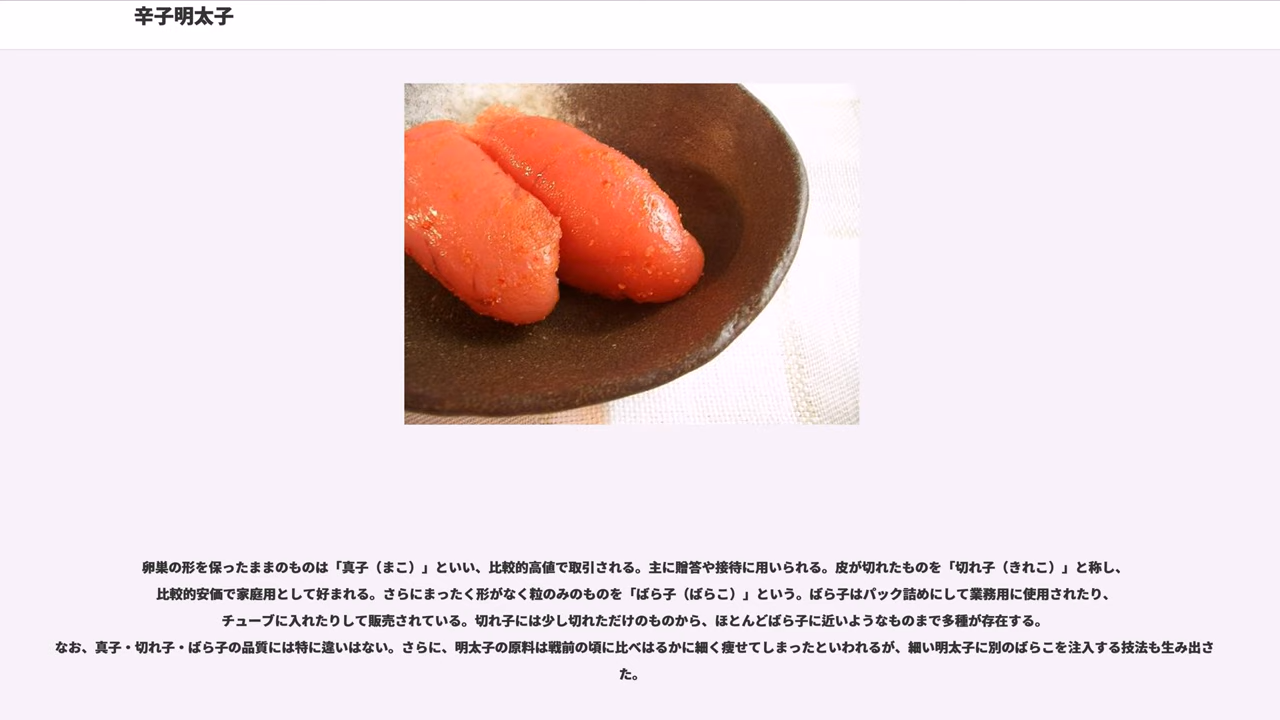 辛子明太子
卵巣の形を保ったままのものは「真子（まこ）」といい、比較的高値で取引される。主に贈答や接待に用いられる。皮が切れたものを「切れ子（きれこ）」と称し、
比較的安価で家庭用として好まれる。さらにまったく形がなく粒のみのものを「ばら子（ばらこ）」という。ばら子はパック詰めにして業務用に使用されたり、
チューブに入れたりして販売されている。切れ子には少し切れただけのものから、ほとんどばら子に近いようなものまで多種が存在する。
なお、真子・切れ子・ばら子の品質には特に違いはない。さらに、明太子の原料は戦前の頃に比べはるかに細く痩せてしまったといわれるが、細い明太子に別のばらこを注入する技法も生み出さ
た。